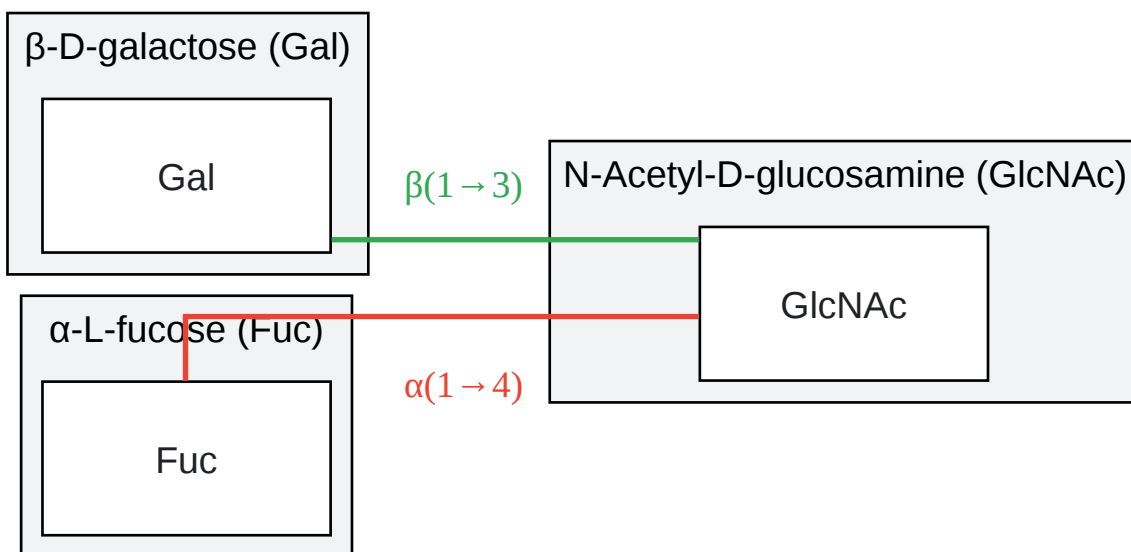 β-D-galactose (Gal)
Gal
β(1→3)
N-Acetyl-D-glucosamine (GlcNAc)
GlcNAc
α-L-fucose (Fuc)
α(1→4)
Fuc